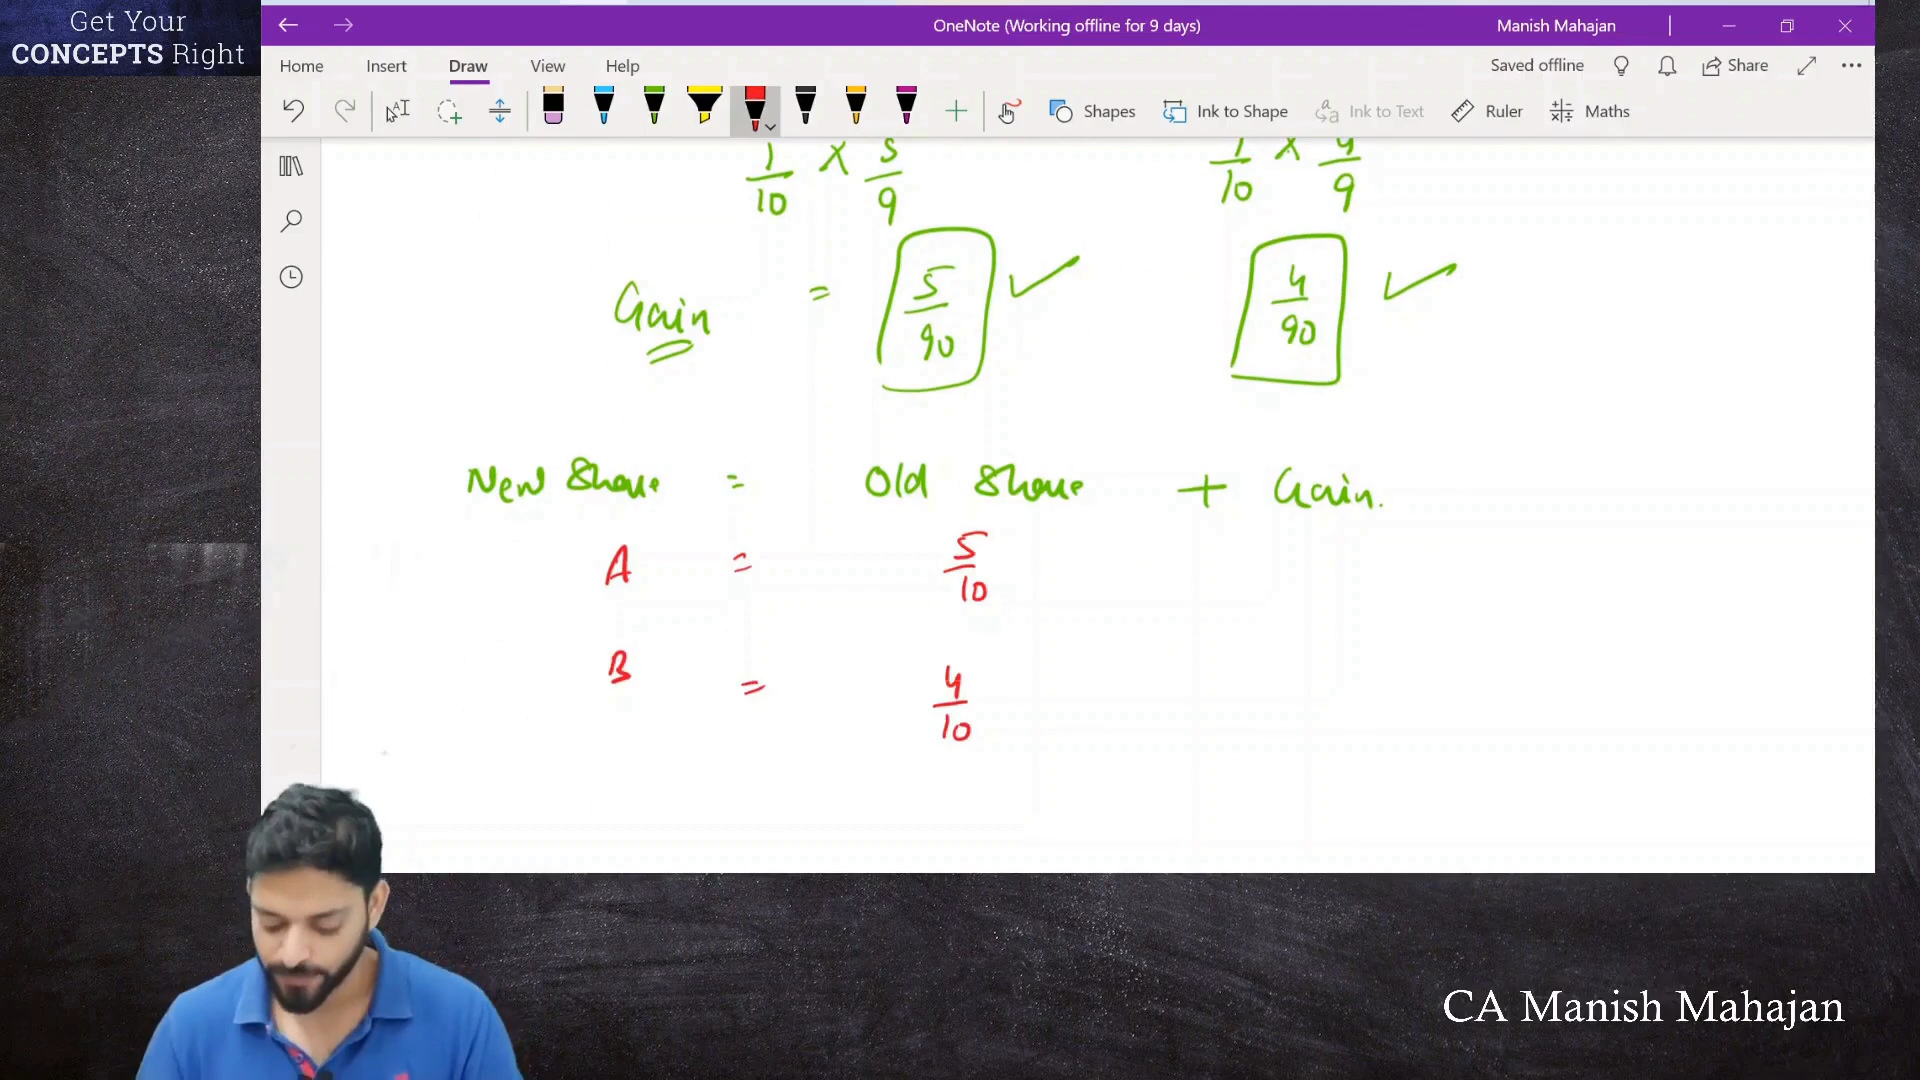 Get Your
CONCEPTS Right
OneNote (Working offline for 9 days)
Manish Mahajan
Home Insert Draw View Help
Saved offline
Share
Shapes
Ink to Shape
Ink to Text
Ruler
Maths
1/10 X 5/9
1/10 X 4/9
Gain = 5/90 ✓ 4/90 ✓
New Share = Old Share + Gain.
A = 5/10
B = 4/10
CA Manish Mahajan